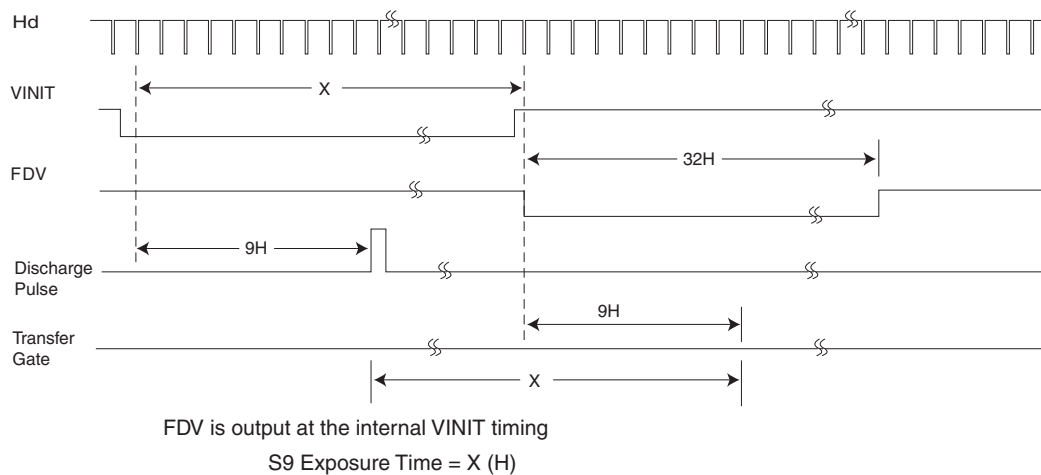 Hd
X
VINIT
32H
FDV
9H
Discharge
Pulse
9H
Transfer
Gate
X
FDV is output at the internal VINIT timing
S9 Exposure Time = X (H)